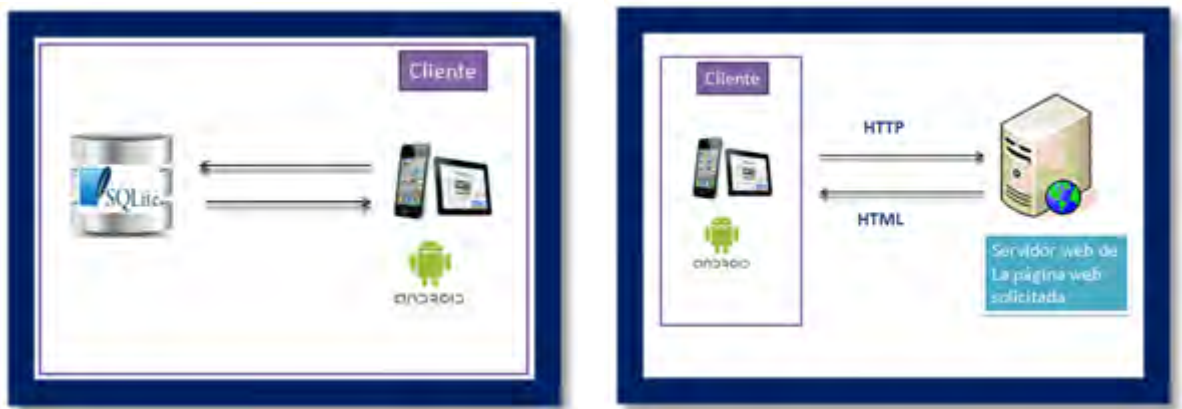 Cliente
SQLite
ANDROID
Cliente
HTTP
HTML
ANDROID
Servidor web de
La página web
solicitada